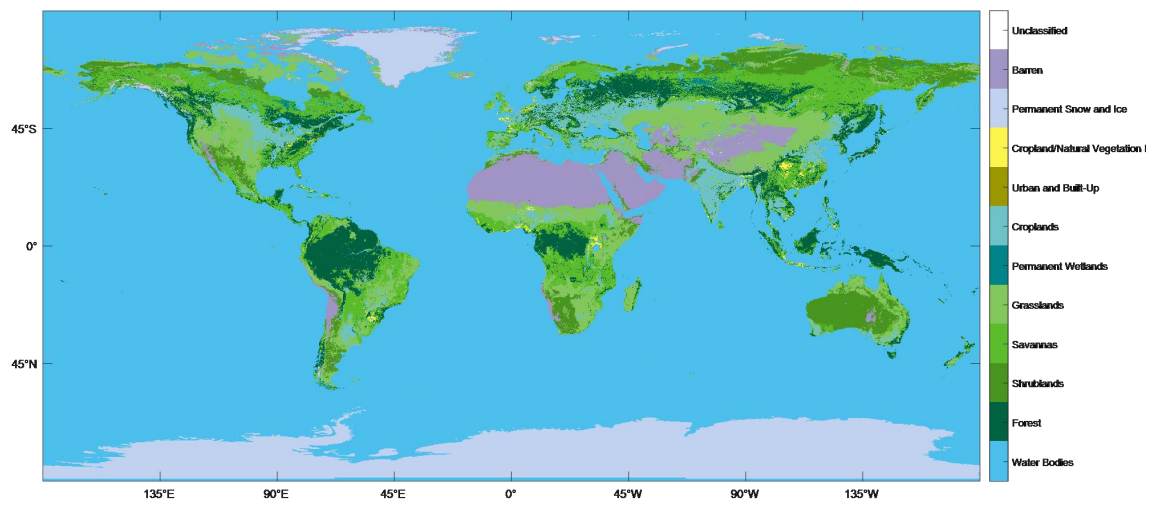 45°S
0°
45°N
135°E 90°E 45°E 0° 45°W 90°W 135°W
Unclassified
Barren
Permanent Snow and Ice
Cropland/Natural Vegetation
Urban and Built-Up
Croplands
Permanent Wetlands
Grasslands
Savannas
Shrublands
Forest
Water Bodies